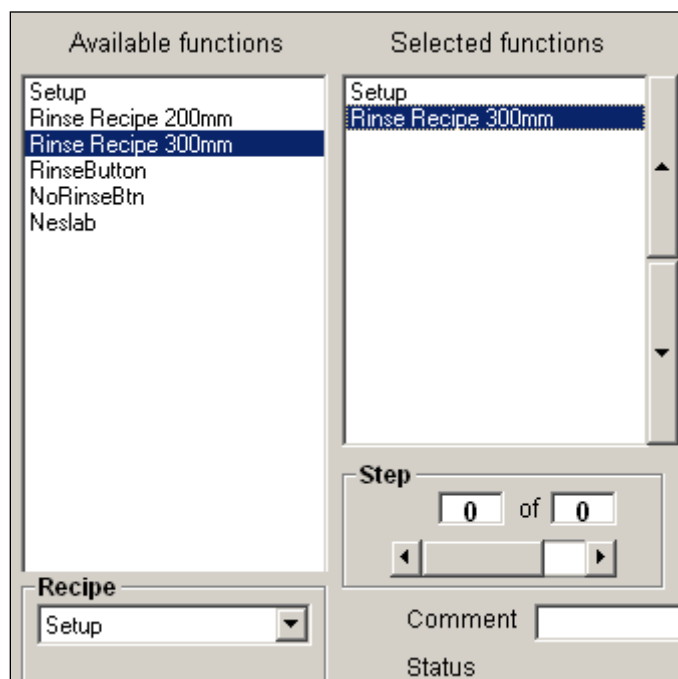 Available functions
Setup
Rinse Recipe 200mm
Rinse Recipe 300mm
RinseButton
NoRinseBtn
Neslab
Recipe
Setup
Selected functions
Setup
Rinse Recipe 300mm
Step
0 of 0
Comment
Status